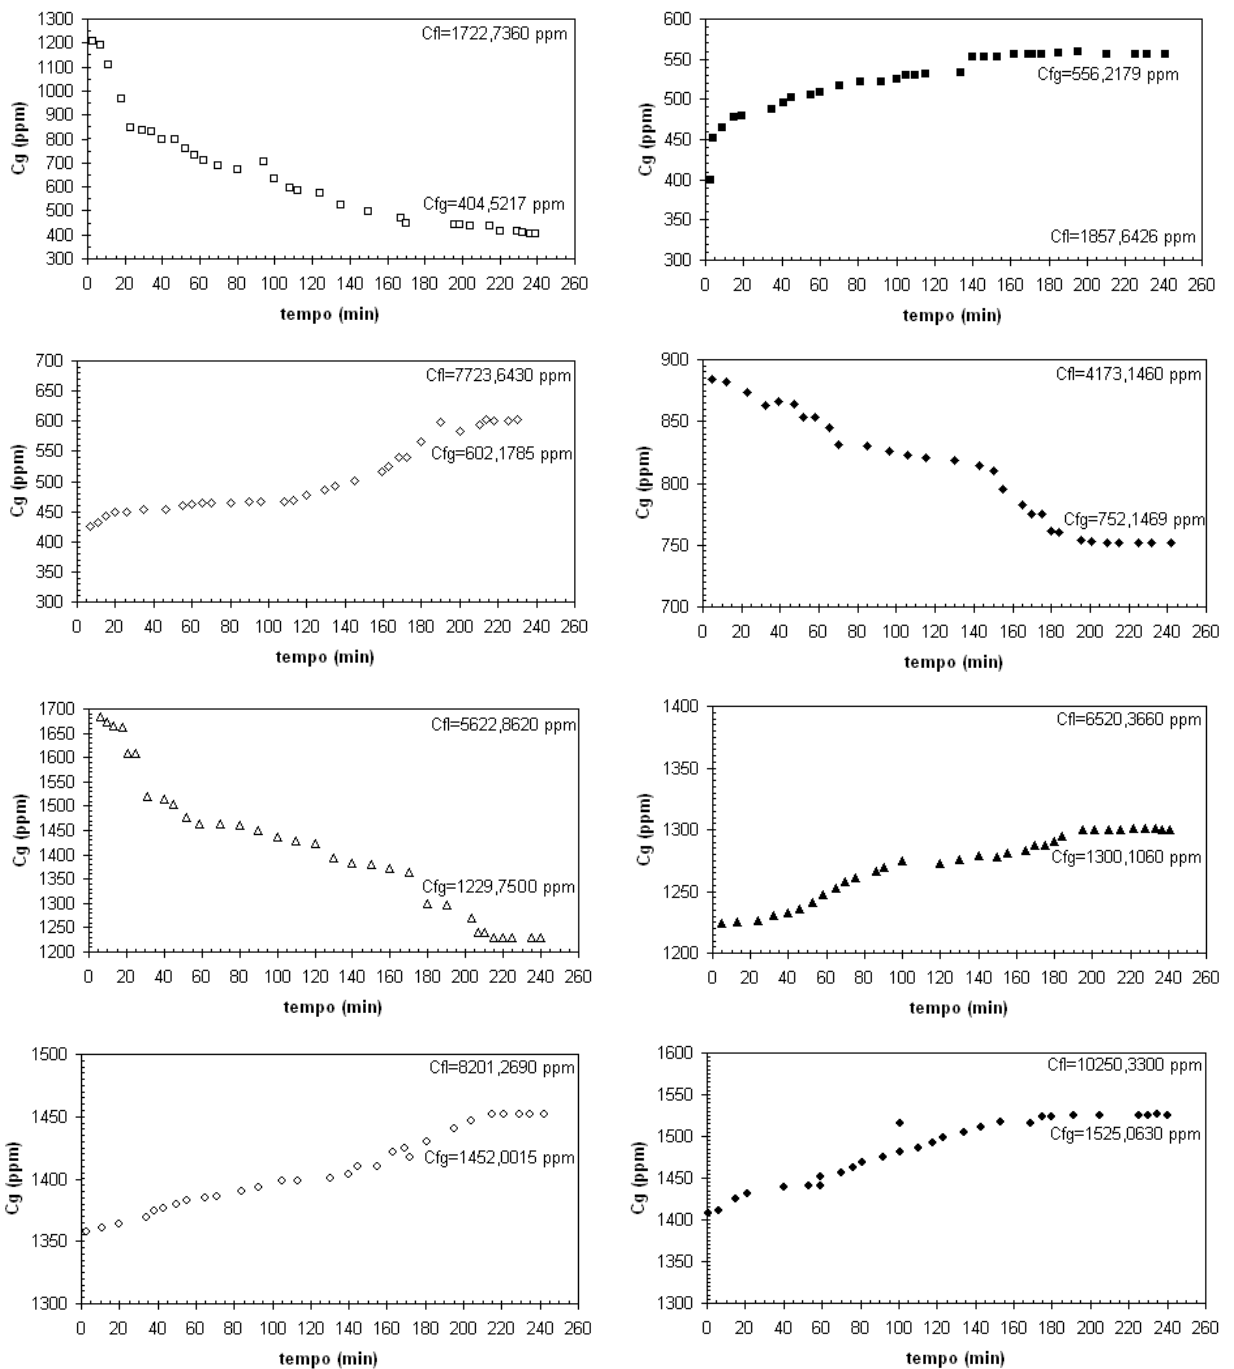 1300
1200
1100
1000
900
800
700
600
500
400
300
Cg (ppm)
Cfl=1722,7360 ppm
Cfg=404,5217 ppm
0 20 40 60 80 100 120 140 160 180 200 220 240 260
tempo (min)
600
550
500
450
400
350
300
Cg (ppm)
Cfg=556,2179 ppm
Cfl=1857,6426 ppm
0 20 40 60 80 100 120 140 160 180 200 220 240 260
tempo (min)
700
650
600
550
500
450
400
350
300
Cg (ppm)
Cfl=7723,6430 ppm
Cfg=602,1785 ppm
0 20 40 60 80 100 120 140 160 180 200 220 240 260
tempo (min)
900
850
800
750
700
Cg (ppm)
Cfl=4173,1460 ppm
Cfg=752,1469 ppm
0 20 40 60 80 100 120 140 160 180 200 220 240 260
tempo (min)
1700
1650
1600
1550
1500
1450
1400
1350
1300
1250
1200
Cg (ppm)
Cfl=5622,8620 ppm
Cfg=1229,7500 ppm
0 20 40 60 80 100 120 140 160 180 200 220 240 260
tempo (min)
1400
1350
1300
1250
1200
Cg (ppm)
Cfl=6520,3660 ppm
Cfg=1300,1060 ppm
0 20 40 60 80 100 120 140 160 180 200 220 240 260
tempo (min)
1500
1450
1400
1350
1300
Cg (ppm)
Cfl=8201,2690 ppm
Cfg=1452,0015 ppm
0 20 40 60 80 100 120 140 160 180 200 220 240 260
tempo (min)
1600
1550
1500
1450
1400
1350
1300
Cg (ppm)
Cfl=10250,3300 ppm
Cfg=1525,0630 ppm
0 20 40 60 80 100 120 140 160 180 200 220 240 260
tempo (min)